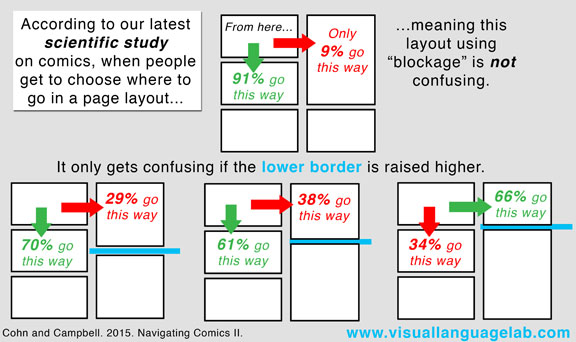 According to our latest
scientific study
on comics, when people
get to choose where to
go in a page layout...
From here...
Only
9% go
this way
91% go
this way
...meaning this
layout using
“blockage” is not
confusing.
It only gets confusing if the lower border is raised higher.
29% go
this way
70% go
this way
38% go
this way
61% go
this way
66% go
this way
34% go
this way
Cohn and Campbell. 2015. Navigating Comics II.
www.visuallanguagelab.com